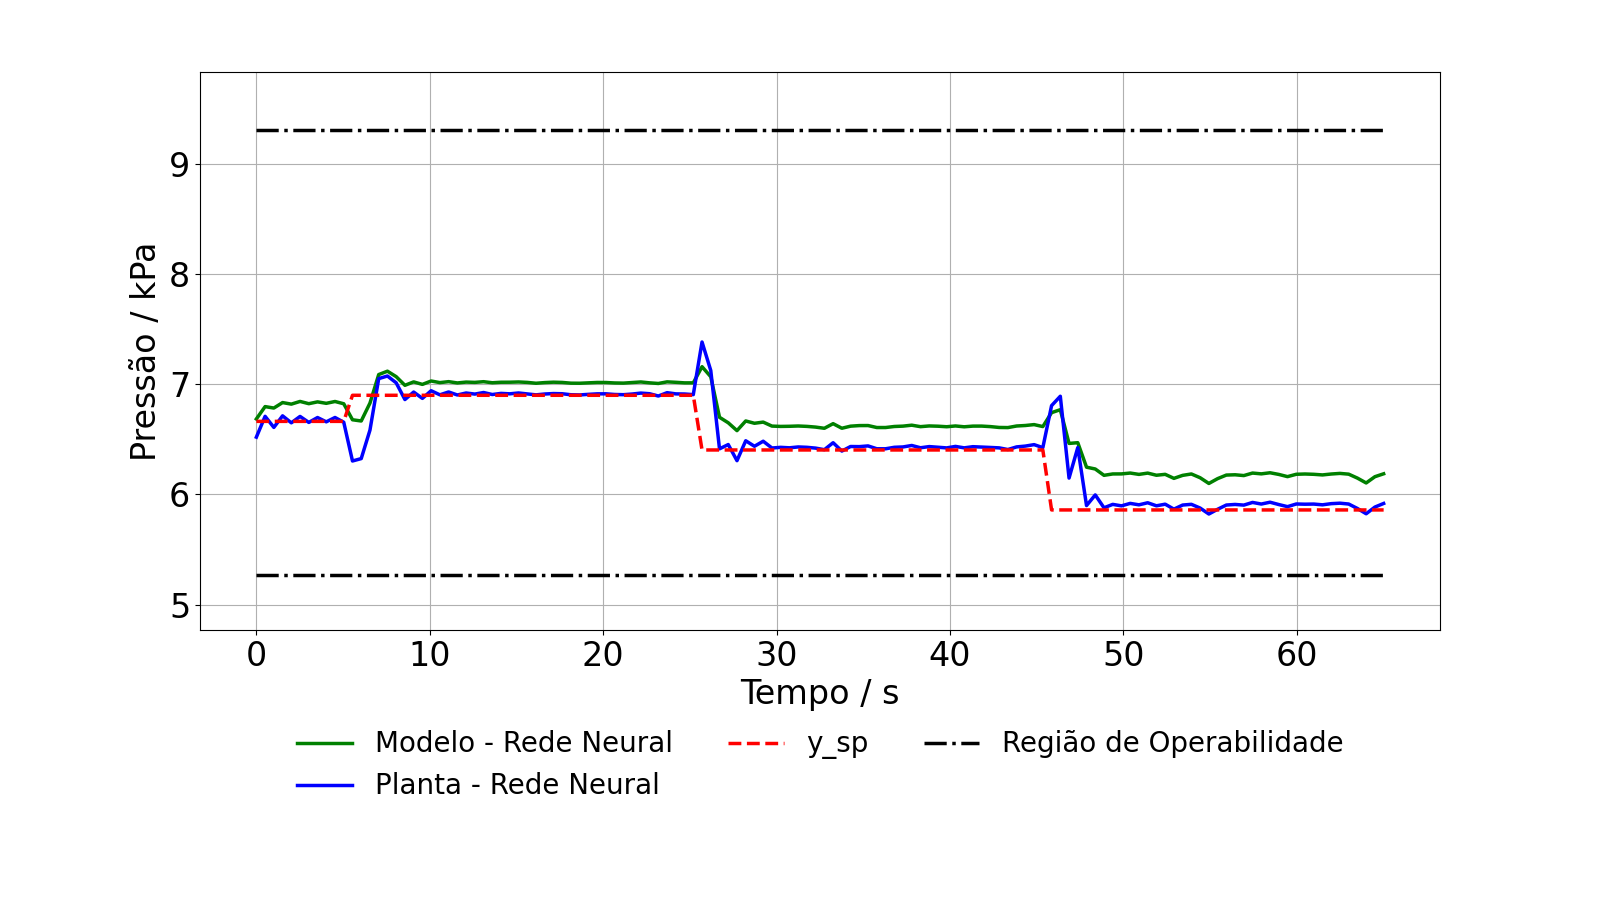 9
8
7
6
5
Pressão / kPa
0 10 20 30 40 50 60
Tempo / s
Modelo - Rede Neural y_sp Região de Operabilidade
Planta - Rede Neural